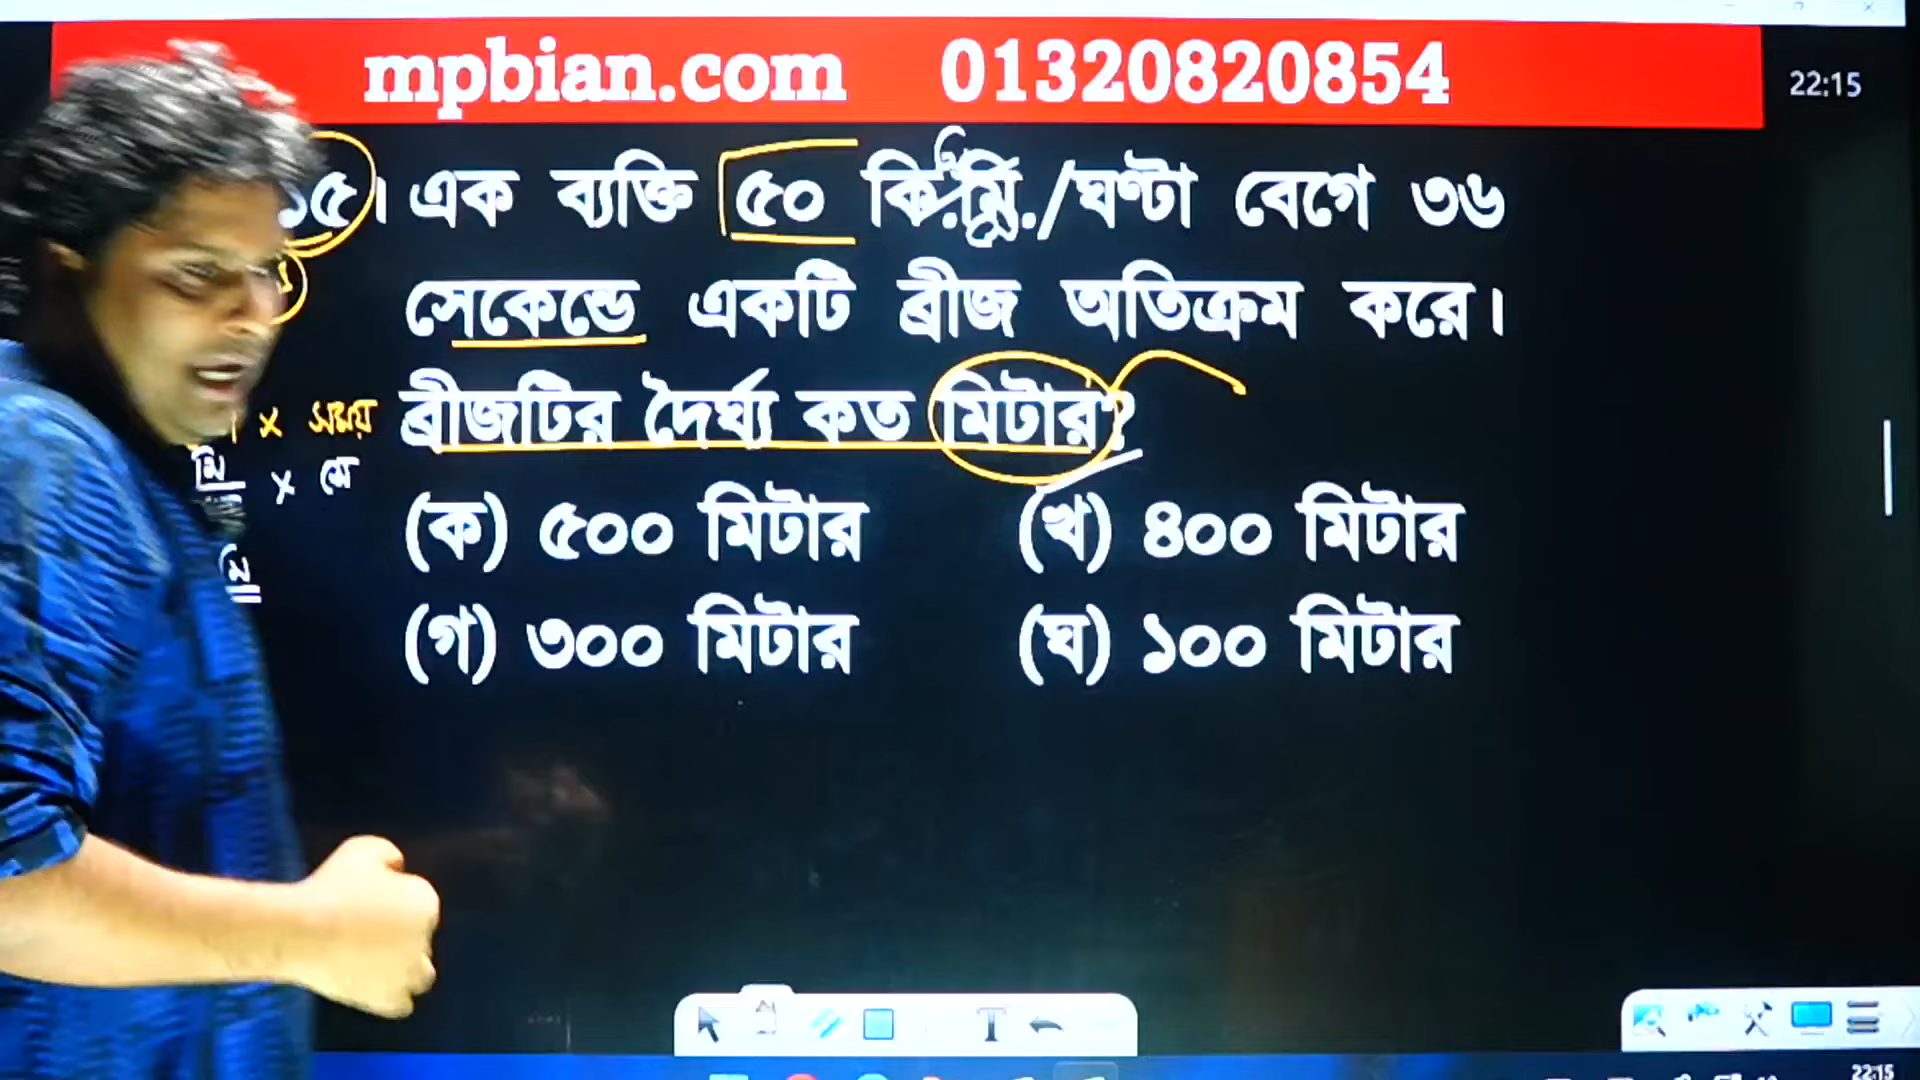 mpbian.com 01320820854
22:15
১৫। এক ব্যক্তি ৫০ কি.মি./ঘণ্টা বেগে ৩৬
সেকেন্ডে একটি ব্রীজ অতিক্রম করে।
ব্রীজটির দৈর্ঘ্য কত মিটার?
× সময়
মি × সে
মি
(ক) ৫০০ মিটার (খ) ৪০০ মিটার
(গ) ৩০০ মিটার (ঘ) ১০০ মিটার
T
22:15